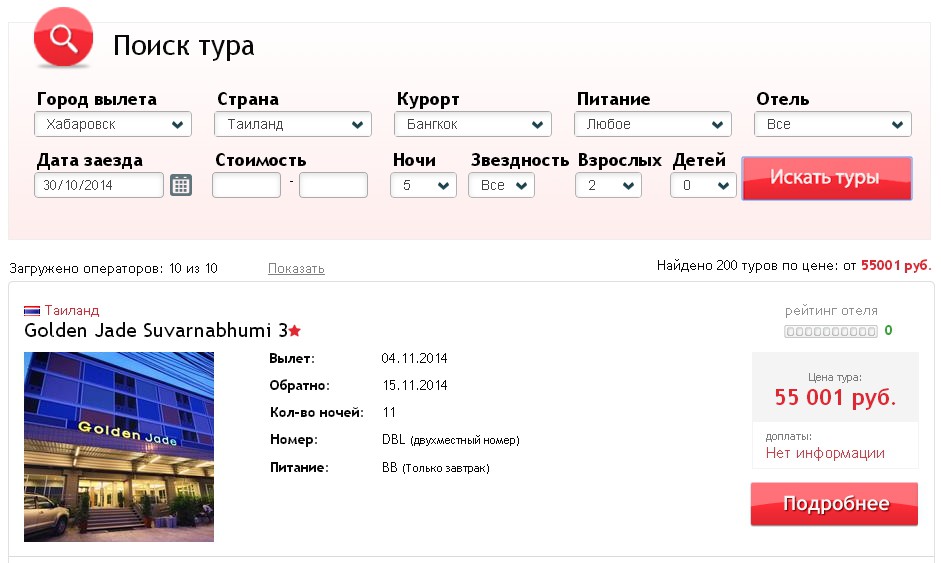 Поиск тура
Город вылета Страна Курорт Питание Отель
Хабаровск Таиланд Бангкок Любое Все
Дата заезда Стоимость Ночи Звездность Взрослых Детей
30/10/2014 - 5 Все 2 0 Искать туры
Загружено операторов: 10 из 10 Показать Найдено 200 туров по цене: от 55001 руб.
Таиланд рейтинг отеля
Golden Jade Suvarnabhumi 3 0
Golden Jade
Вылет: 04.11.2014
Обратно: 15.11.2014
Кол-во ночей: 11
Номер: DBL (двухместный номер)
Питание: BB (Только завтрак)
Цена тура:
55 001 руб.
доплаты:
Нет информации
Подробнее